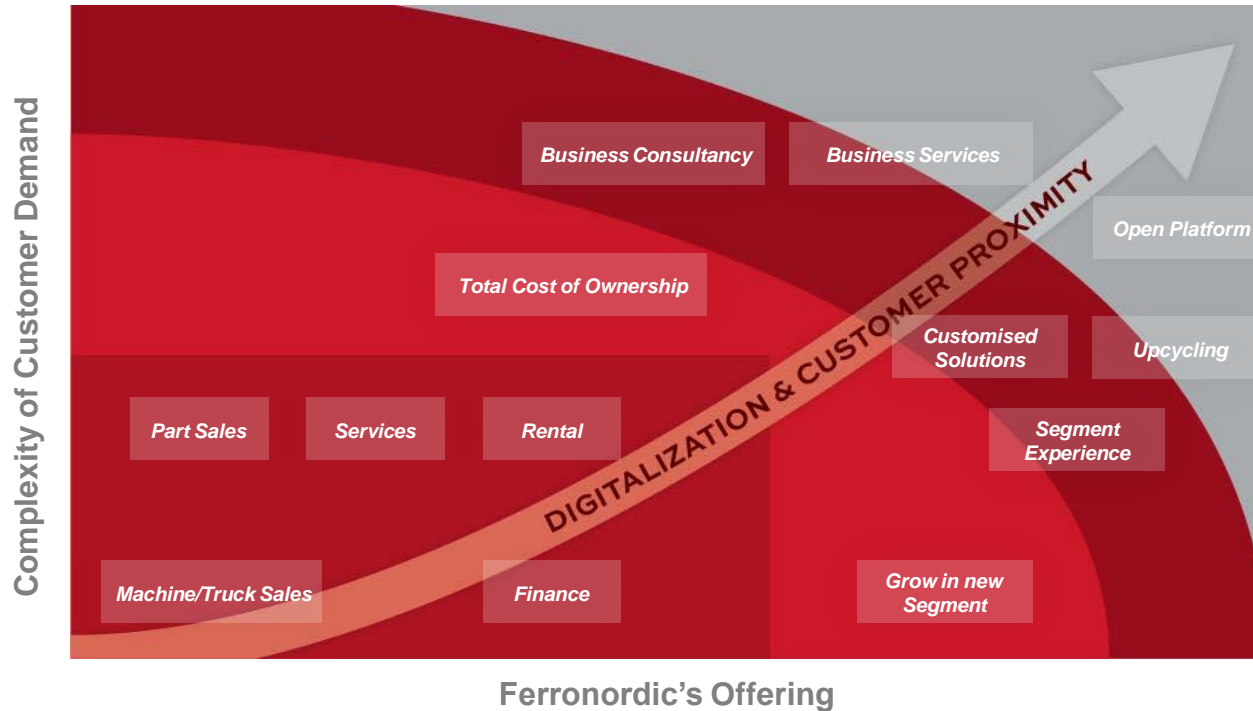 Complexity of Customer Demand
Business Consultancy
Business Services
Open Platform
Total Cost of Ownership
DIGITALIZATION & CUSTOMER PROXIMITY
Customised
Solutions
Upcycling
Part Sales
Services
Rental
Segment
Experience
Machine/Truck Sales
Finance
Grow in new
Segment
Ferronordic's Offering